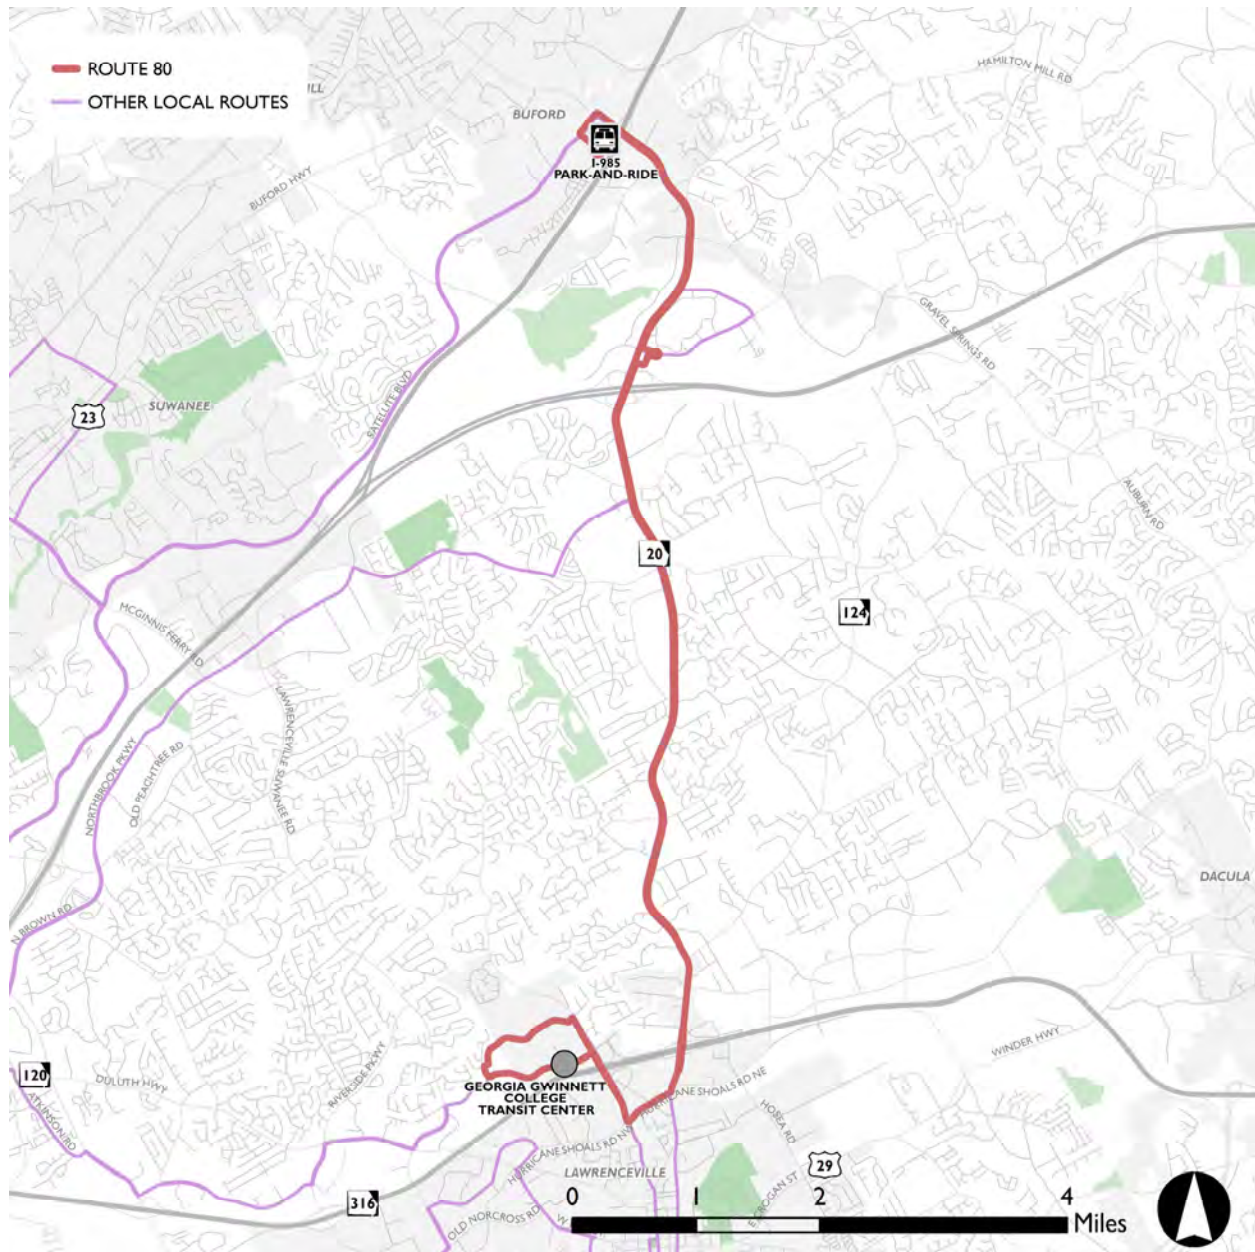 ROUTE 80
OTHER LOCAL ROUTES
ILL
HAMILTON MILL RD
BUFORD
I-985
PARK-AND-RIDE
BUFORD HWY
GRAVEL SPRINGS RD
SATELLITE BLVD
SUWANEE
23
AUBURN RD
20
124
MCGINNIS FERRY RD
LAWRENCEVILLE SUWANEE RD
NORTHBROOK PKWY
OLD PEACHTREE RD
DACULA
N BROWN RD
WINDER HWY
120
DULUTH HWY
RIVERSIDE PKWY
GEORGIA GWINNETT
COLLEGE
TRANSIT CENTER
HURRICANE SHOALS RD NE
ATKINSON RD
HOSEA RD
HURRICANE SHOALS RD NW
LAWRENCEVILLE
29
316
OLD NORCROSS RD
W
E CROGAN ST
0 1 2 4
Miles